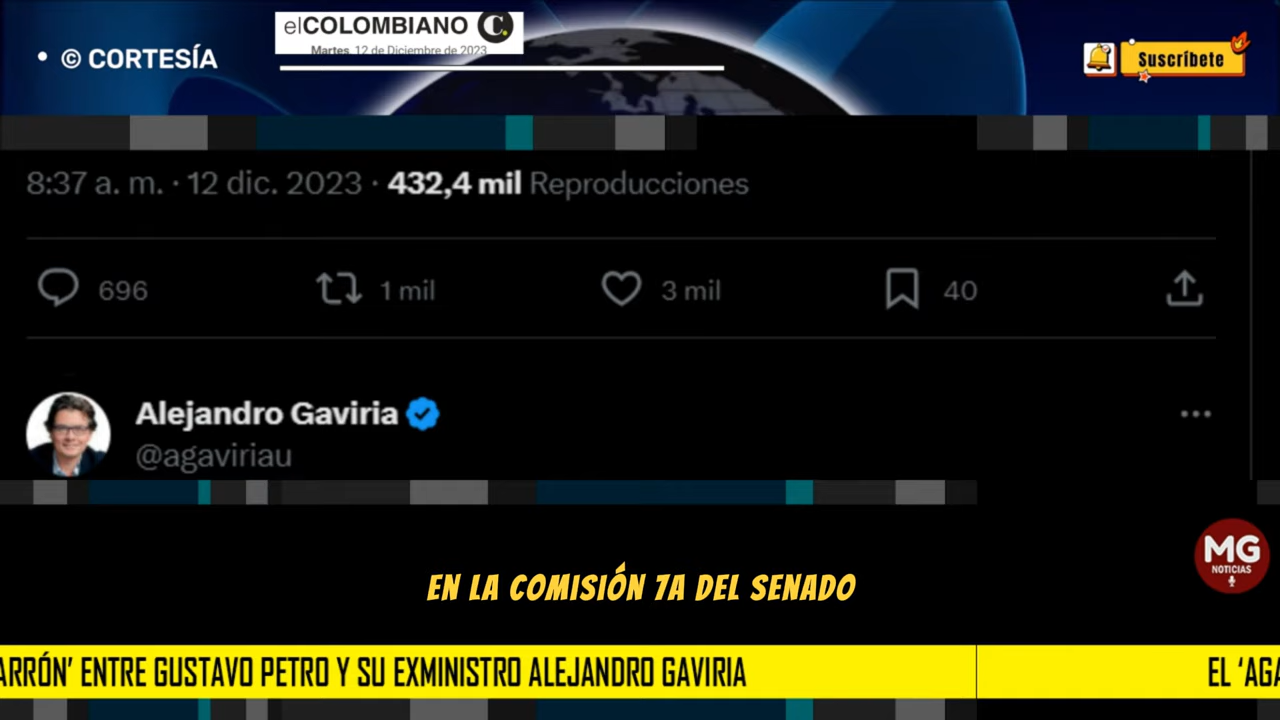 • © CORTESÍA
elCOLOMBIANO C.
Martes, 12 de Diciembre de 2023
Suscríbete
8:37 a. m. · 12 dic. 2023 · 432,4 mil Reproducciones
696 1 mil 3 mil 40
Alejandro Gaviria
@agaviriau
MG
NOTICIAS
EN LA COMISIÓN 7A DEL SENADO
ARRÓN’ ENTRE GUSTAVO PETRO Y SU EXMINISTRO ALEJANDRO GAVIRIA EL ‘AGA